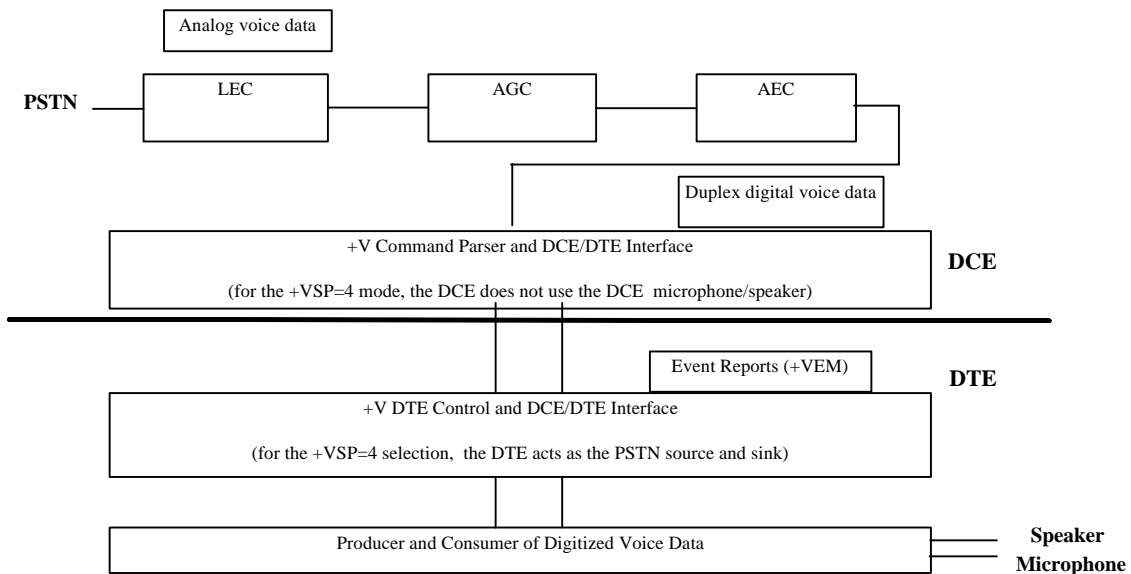 Analog voice data
PSTN
LEC
AGC
AEC
Duplex digital voice data
+V Command Parser and DCE/DTE Interface
(for the +VSP=4 mode, the DCE does not use the DCE microphone/speaker)
DCE
Event Reports (+VEM)
DTE
+V DTE Control and DCE/DTE Interface
(for the +VSP=4 selection, the DTE acts as the PSTN source and sink)
Producer and Consumer of Digitized Voice Data
Speaker
Microphone